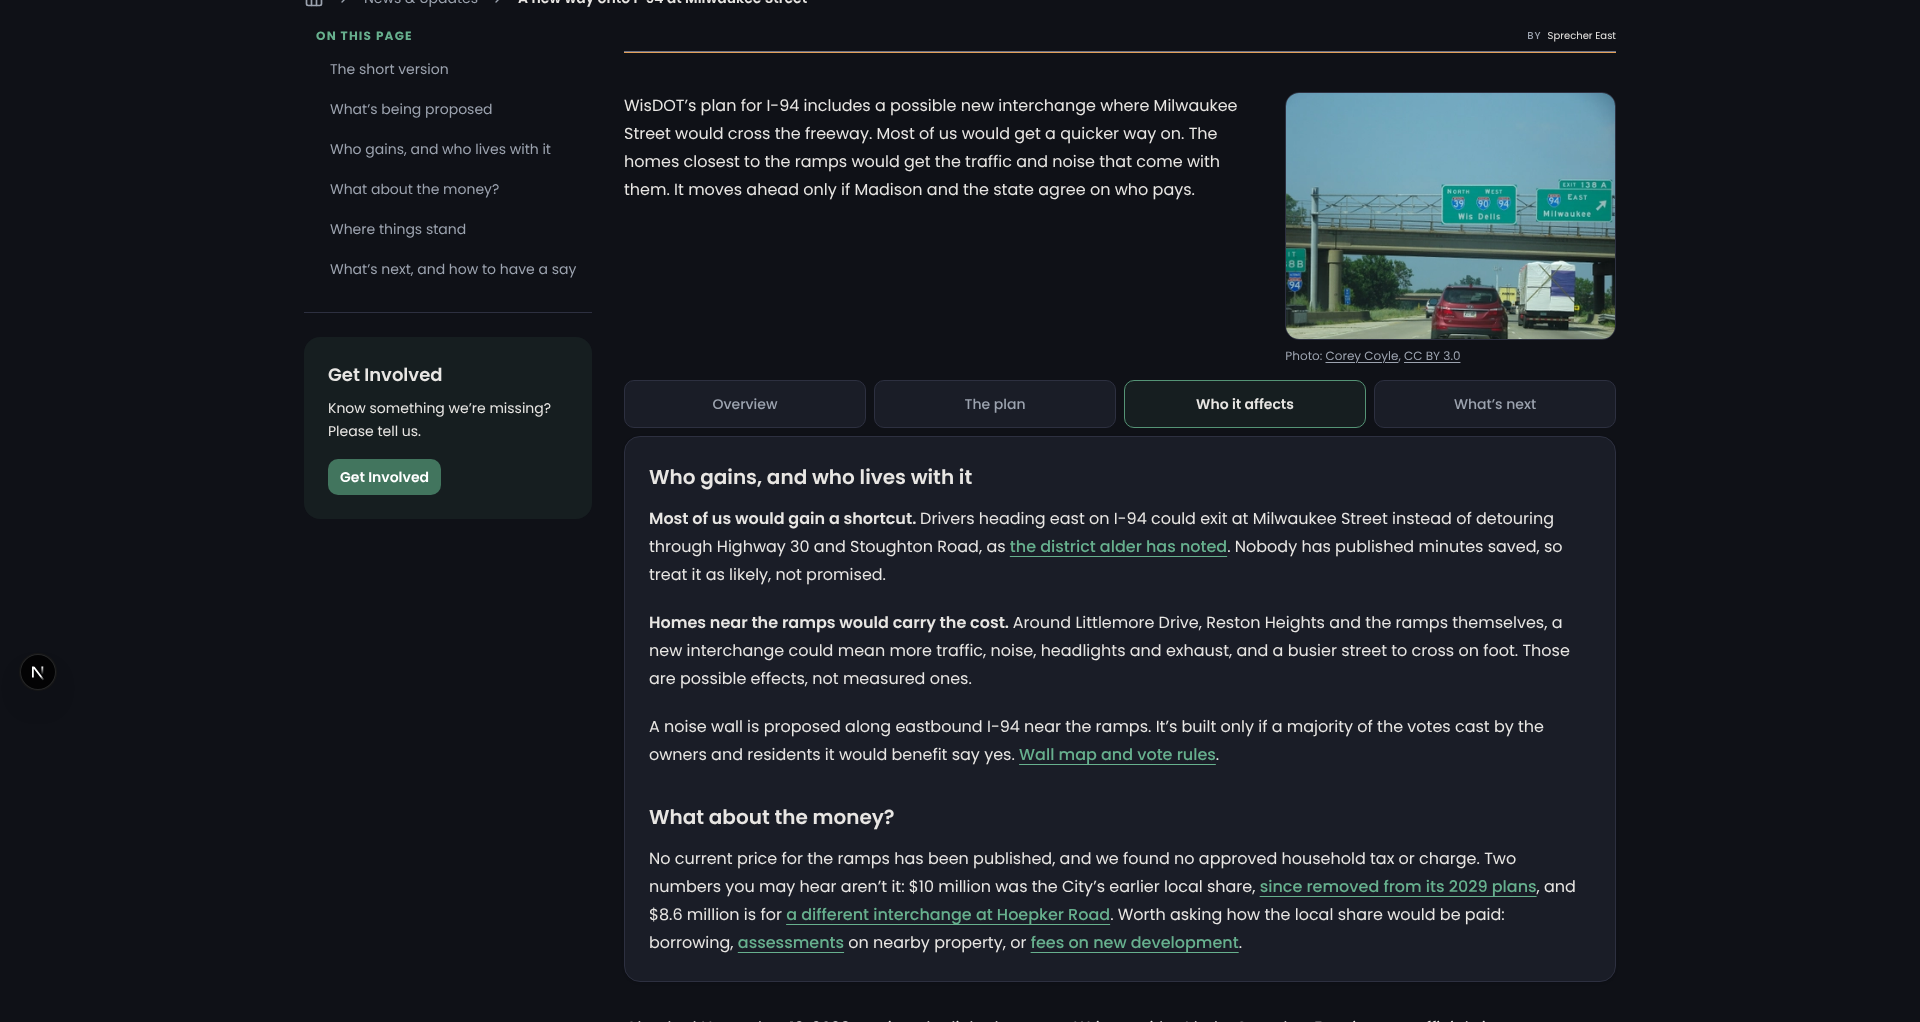 News & Updates
A new way onto I-94 at Milwaukee Street
ON THIS PAGE
The short version
What's being proposed
Who gains, and who lives with it
What about the money?
Where things stand
What's next, and how to have a say
Get Involved
Know something we're missing?
Please tell us.
Get Involved
BY Sprecher East
WisDOT's plan for I-94 includes a possible new interchange where Milwaukee
Street would cross the freeway. Most of us would get a quicker way on. The
homes closest to the ramps would get the traffic and noise that come with
them. It moves ahead only if Madison and the state agree on who pays.
NORTH WEST
39 90 94
Wis Dells
EXIT 138 A
94 EAST
Milwaukee
94
Photo: Corey Coyle, CC BY 3.0
Overview
The plan
Who it affects
What's next
Who gains, and who lives with it
Most of us would gain a shortcut. Drivers heading east on I-94 could exit at Milwaukee Street instead of detouring
through Highway 30 and Stoughton Road, as the district alder has noted. Nobody has published minutes saved, so
treat it as likely, not promised.
Homes near the ramps would carry the cost. Around Littlemore Drive, Reston Heights and the ramps themselves, a
new interchange could mean more traffic, noise, headlights and exhaust, and a busier street to cross on foot. Those
are possible effects, not measured ones.
A noise wall is proposed along eastbound I-94 near the ramps. It's built only if a majority of the votes cast by the
owners and residents it would benefit say yes. Wall map and vote rules.
What about the money?
No current price for the ramps has been published, and we found no approved household tax or charge. Two
numbers you may hear aren't it: $10 million was the City's earlier local share, since removed from its 2029 plans, and
$8.6 million is for a different interchange at Hoepker Road. Worth asking how the local share would be paid:
borrowing, assessments on nearby property, or fees on new development.
N